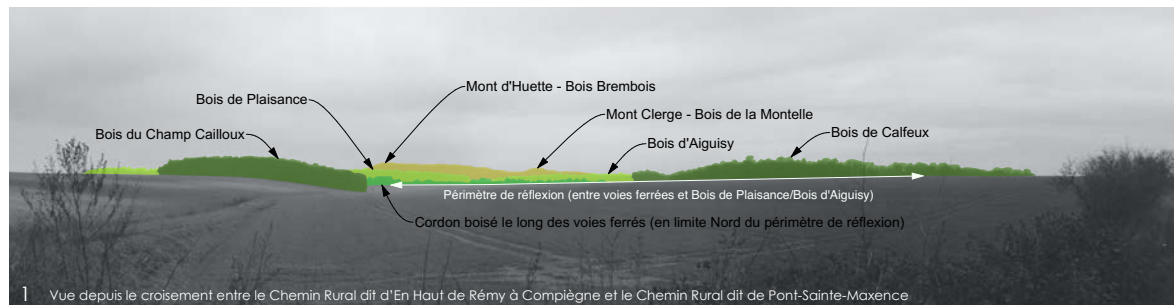 Mont d'Huette - Bois Brembois
Bois de Plaisance
Mont Clerge - Bois de la Montelle
Bois du Champ Cailloux
Bois de Calfeux
Bois d'Aiguisy
Périmètre de réflexion (entre voies ferrées et Bois de Plaisance/Bois d'Aiguisy)
Cordon boisé le long des voies ferrés (en limite Nord du périmètre de réflexion)
1 Vue depuis le croisement entre le Chemin Rural dit d'En Haut de Rémy à Compiègne et le Chemin Rural dit de Pont-Sainte-Maxence